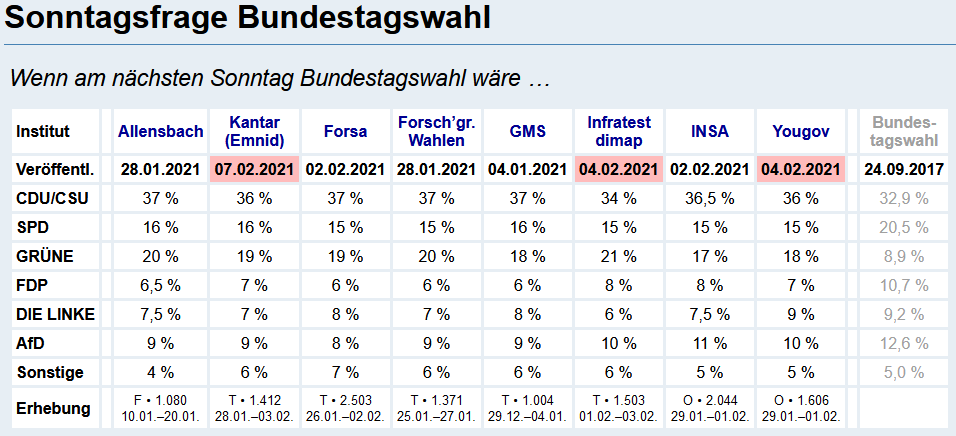 Sonntagsfrage Bundestagswahl
Wenn am nächsten Sonntag Bundestagswahl wäre …
Institut Allensbach Kantar (Emnid) Forsa Forsch’gr. Wahlen GMS Infratest dimap INSA Yougov Bundes-tagswahl
Veröffentl. 28.01.2021 07.02.2021 02.02.2021 28.01.2021 04.01.2021 04.02.2021 02.02.2021 04.02.2021 24.09.2017
CDU/CSU 37 % 36 % 37 % 37 % 37 % 34 % 36,5 % 36 % 32,9 %
SPD 16 % 16 % 15 % 15 % 16 % 15 % 15 % 15 % 20,5 %
GRÜNE 20 % 19 % 19 % 20 % 18 % 21 % 17 % 18 % 8,9 %
FDP 6,5 % 7 % 6 % 6 % 6 % 8 % 8 % 7 % 10,7 %
DIE LINKE 7,5 % 7 % 8 % 7 % 8 % 6 % 7,5 % 9 % 9,2 %
AfD 9 % 9 % 8 % 9 % 9 % 10 % 11 % 10 % 12,6 %
Sonstige 4 % 6 % 7 % 6 % 6 % 6 % 5 % 5 % 5,0 %
Erhebung F • 1.080 10.01.–20.01. T • 1.412 28.01.–03.02. T • 2.503 26.01.–02.02. T • 1.371 25.01.–27.01. T • 1.004 29.12.–04.01. T • 1.503 01.02.–03.02. O • 2.044 29.01.–01.02. O • 1.606 29.01.–01.02.